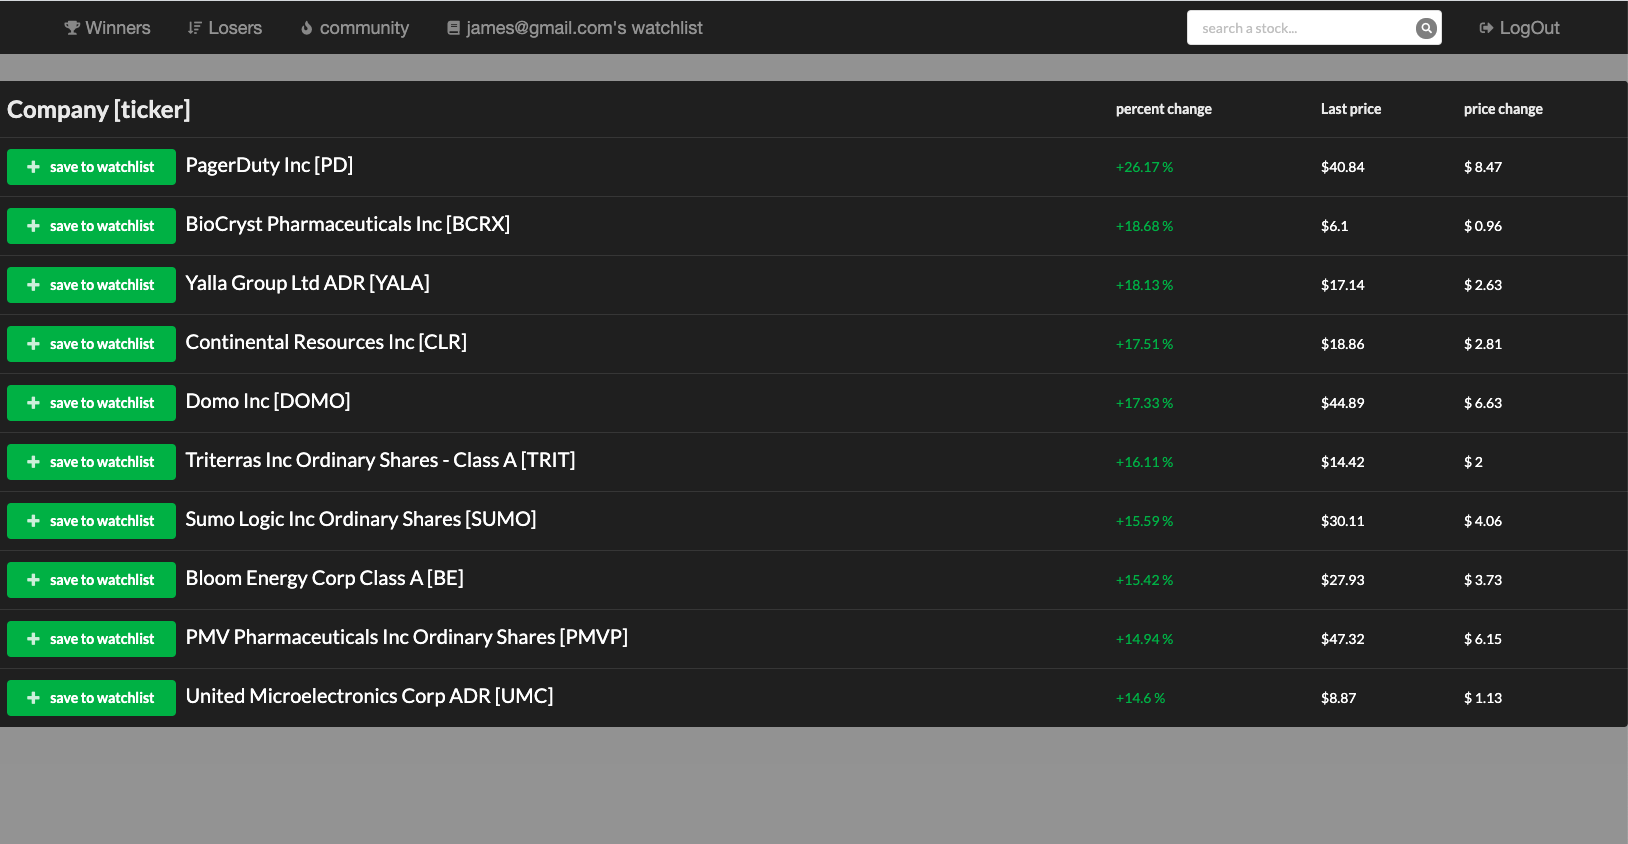 Winners Losers community james@gmail.com's watchlist search a stock... LogOut
Company [ticker] percent change Last price price change
save to watchlist PagerDuty Inc [PD] +26.17 % $40.84 $ 8.47
save to watchlist BioCryst Pharmaceuticals Inc [BCRX] +18.68 % $6.1 $ 0.96
save to watchlist Yalla Group Ltd ADR [YALA] +18.13 % $17.14 $ 2.63
save to watchlist Continental Resources Inc [CLR] +17.51 % $18.86 $ 2.81
save to watchlist Domo Inc [DOMO] +17.33 % $44.89 $ 6.63
save to watchlist Triterras Inc Ordinary Shares - Class A [TRIT] +16.11 % $14.42 $ 2
save to watchlist Sumo Logic Inc Ordinary Shares [SUMO] +15.59 % $30.11 $ 4.06
save to watchlist Bloom Energy Corp Class A [BE] +15.42 % $27.93 $ 3.73
save to watchlist PMV Pharmaceuticals Inc Ordinary Shares [PMVP] +14.94 % $47.32 $ 6.15
save to watchlist United Microelectronics Corp ADR [UMC] +14.6 % $8.87 $ 1.13